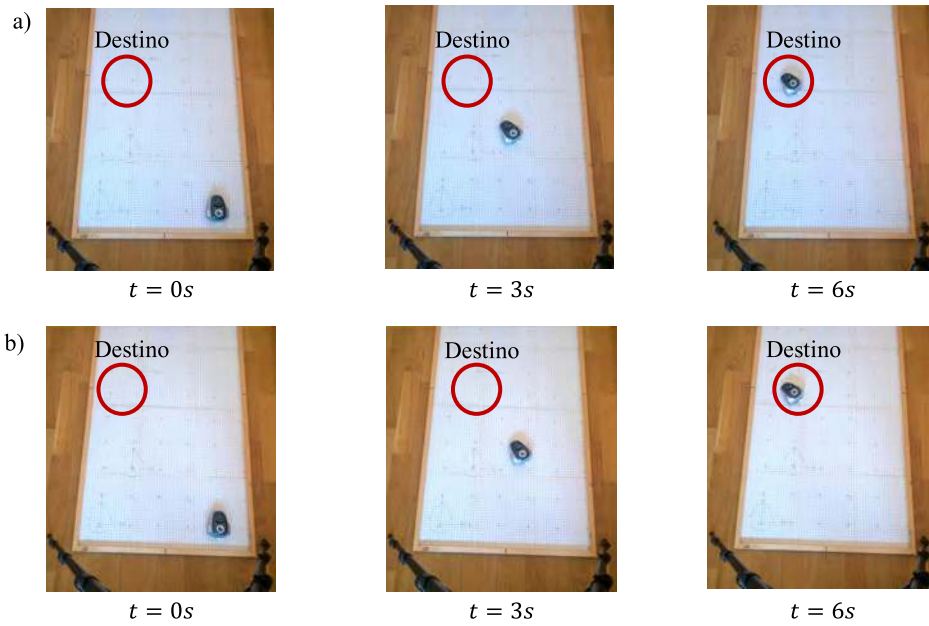 a)
Destino
Destino
Destino
t = 0s
t = 3s
t = 6s
b)
Destino
Destino
Destino
t = 0s
t = 3s
t = 6s